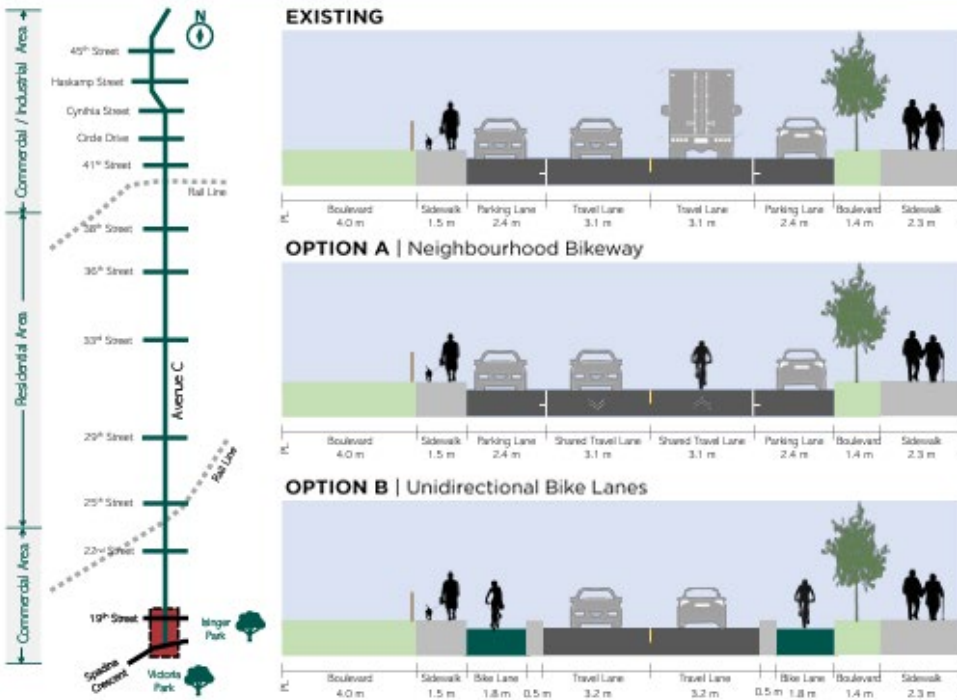 N
Commercial / Industrial Area
45th Street
Haskamp Street
Cynthia Street
Circle Drive
41st Street
Rail Line
Residential Area
38th Street
36th Street
33rd Street
Avenue C
29th Street
Rail Line
25th Street
Commercial Area
22nd Street
19th Street
Isinger
Park
Spadina
Crescent
Victoria
Park
EXISTING
PL Boulevard Sidewalk Parking Lane Travel Lane Travel Lane Parking Lane Boulevard Sidewalk
4.0 m 1.5 m 2.4 m 3.1 m 3.1 m 2.4 m 1.4 m 2.3 m
OPTION A | Neighbourhood Bikeway
PL Boulevard Sidewalk Parking Lane Shared Travel Lane Shared Travel Lane Parking Lane Boulevard Sidewalk
4.0 m 1.5 m 2.4 m 3.1 m 3.1 m 2.4 m 1.4 m 2.3 m
OPTION B | Unidirectional Bike Lanes
PL Boulevard Sidewalk Bike Lane Travel Lane Travel Lane Bike Lane Boulevard Sidewalk
4.0 m 1.5 m 1.8 m 0.5 m 3.2 m 3.2 m 0.5 m 1.8 m 1.4 m 2.3 m